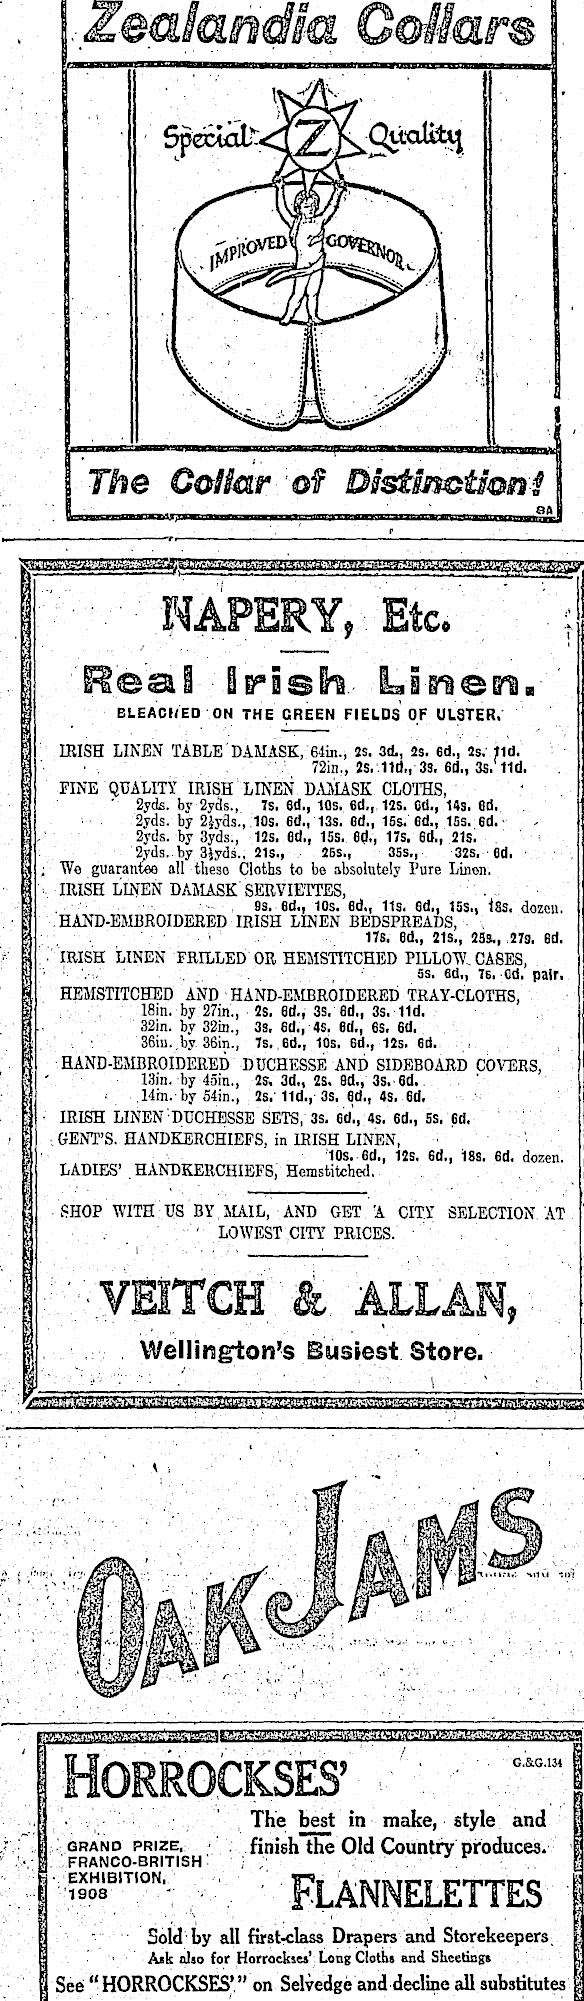 Zealandia Collars
Special Z Quality
IMPROVED GOVERNOR
The Collar of Distinction!
8A
NAPERY, Etc.
Real Irish Linen.
BLEACHED ON THE GREEN FIELDS OF ULSTER.
IRISH LINEN TABLE DAMASK, 64in., 2s. 3d., 2s. 6d., 2s. 11d.
72in., 2s. 11d., 3s. 6d., 3s. 11d.
FINE QUALITY IRISH LINEN DAMASK CLOTHS,
2yds. by 2yds., 7s. 6d., 10s. 6d., 12s. 6d., 14s. 6d.
2yds. by 2½yds., 10s. 6d., 13s. 6d., 15s. 6d., 15s. 6d.
2yds. by 3yds., 12s. 6d., 15s. 6d., 17s. 6d., 21s.
2yds. by 3½yds., 21s., 25s., 35s., 32s. 6d.
We guarantee all these Cloths to be absolutely Pure Linen.
IRISH LINEN DAMASK SERVIETTES,
9s. 6d., 10s. 6d., 11s. 6d., 15s., 18s. dozen.
HAND-EMBROIDERED IRISH LINEN BEDSPREADS,
17s. 6d., 21s., 25s., 27s. 6d.
IRISH LINEN FRILLED OR HEMSTITCHED PILLOW CASES,
5s. 6d., 7s. 6d. pair.
HEMSTITCHED AND HAND-EMBROIDERED TRAY-CLOTHS,
18in. by 27in., 2s. 6d., 3s. 6d., 3s. 11d.
32in. by 32in., 3s. 6d., 4s. 6d., 6s. 6d.
36in. by 36in., 7s. 6d., 10s. 6d., 12s. 6d.
HAND-EMBROIDERED DUCHESSE AND SIDEBOARD COVERS,
13in. by 45in., 2s. 3d., 2s. 9d., 3s. 6d.
14in. by 54in., 2s. 11d., 3s. 6d., 4s. 6d.
IRISH LINEN DUCHESSE SETS, 3s. 6d., 4s. 6d., 5s. 6d.
GENT'S. HANDKERCHIEFS, in IRISH LINEN,
10s. 6d., 12s. 6d., 18s. 6d. dozen.
LADIES' HANDKERCHIEFS, Hemstitched.
SHOP WITH US BY MAIL, AND GET A CITY SELECTION AT
LOWEST CITY PRICES.
VEITCH & ALLAN,
Wellington's Busiest Store.
OAK JAMS
HORROCKSES'
G.&G.134
The best in make, style and
finish the Old Country produces.
GRAND PRIZE,
FRANCO-BRITISH
EXHIBITION,
1908
FLANNELETTES
Sold by all first-class Drapers and Storekeepers
Ask also for Horrockses' Long Cloths and Sheetings
See "HORROCKSES'" on Selvedge and decline all substitutes